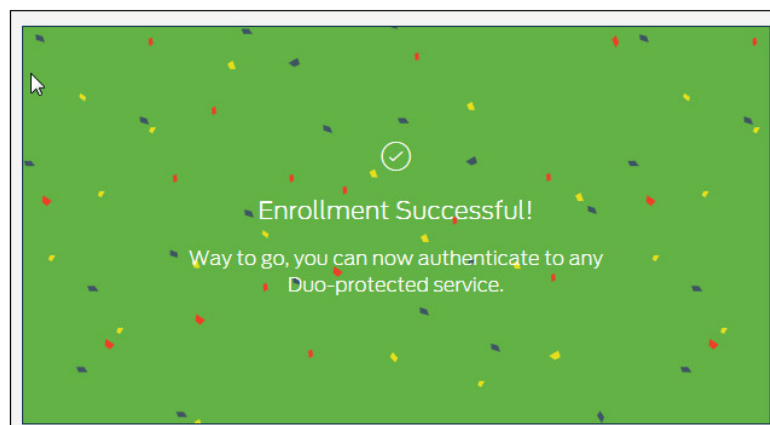 Enrollment Successful!
Way to go, you can now authenticate to any
Duo-protected service.